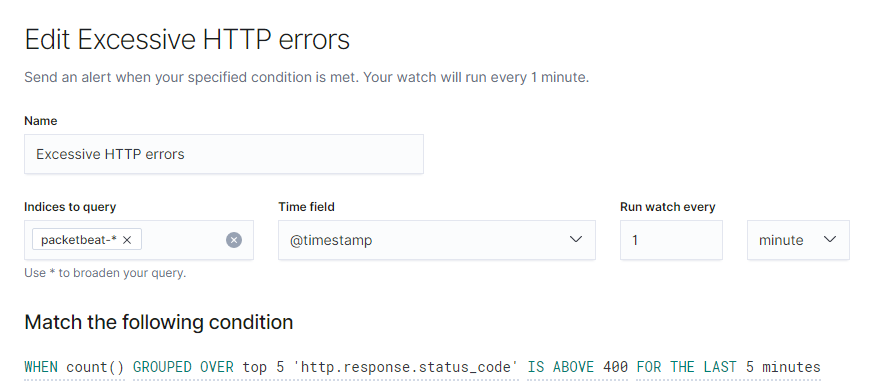 Edit Excessive HTTP errors
Send an alert when your specified condition is met. Your watch will run every 1 minute.
Name
Excessive HTTP errors
Indices to query Time field Run watch every
packetbeat-* @timestamp 1 minute
Use * to broaden your query.
Match the following condition
WHEN count() GROUPED OVER top 5 'http.response.status_code' IS ABOVE 400 FOR THE LAST 5 minutes